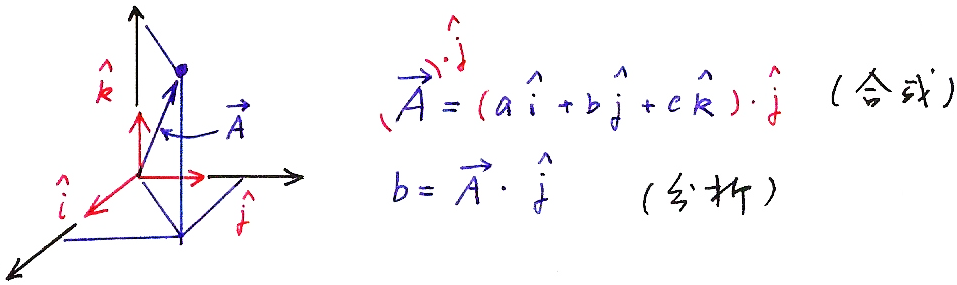 k̂
A⃗
î
ĵ
(A⃗)·ĵ = (a î + b ĵ + c k̂)·ĵ (合成)
b = A⃗ · ĵ (分析)